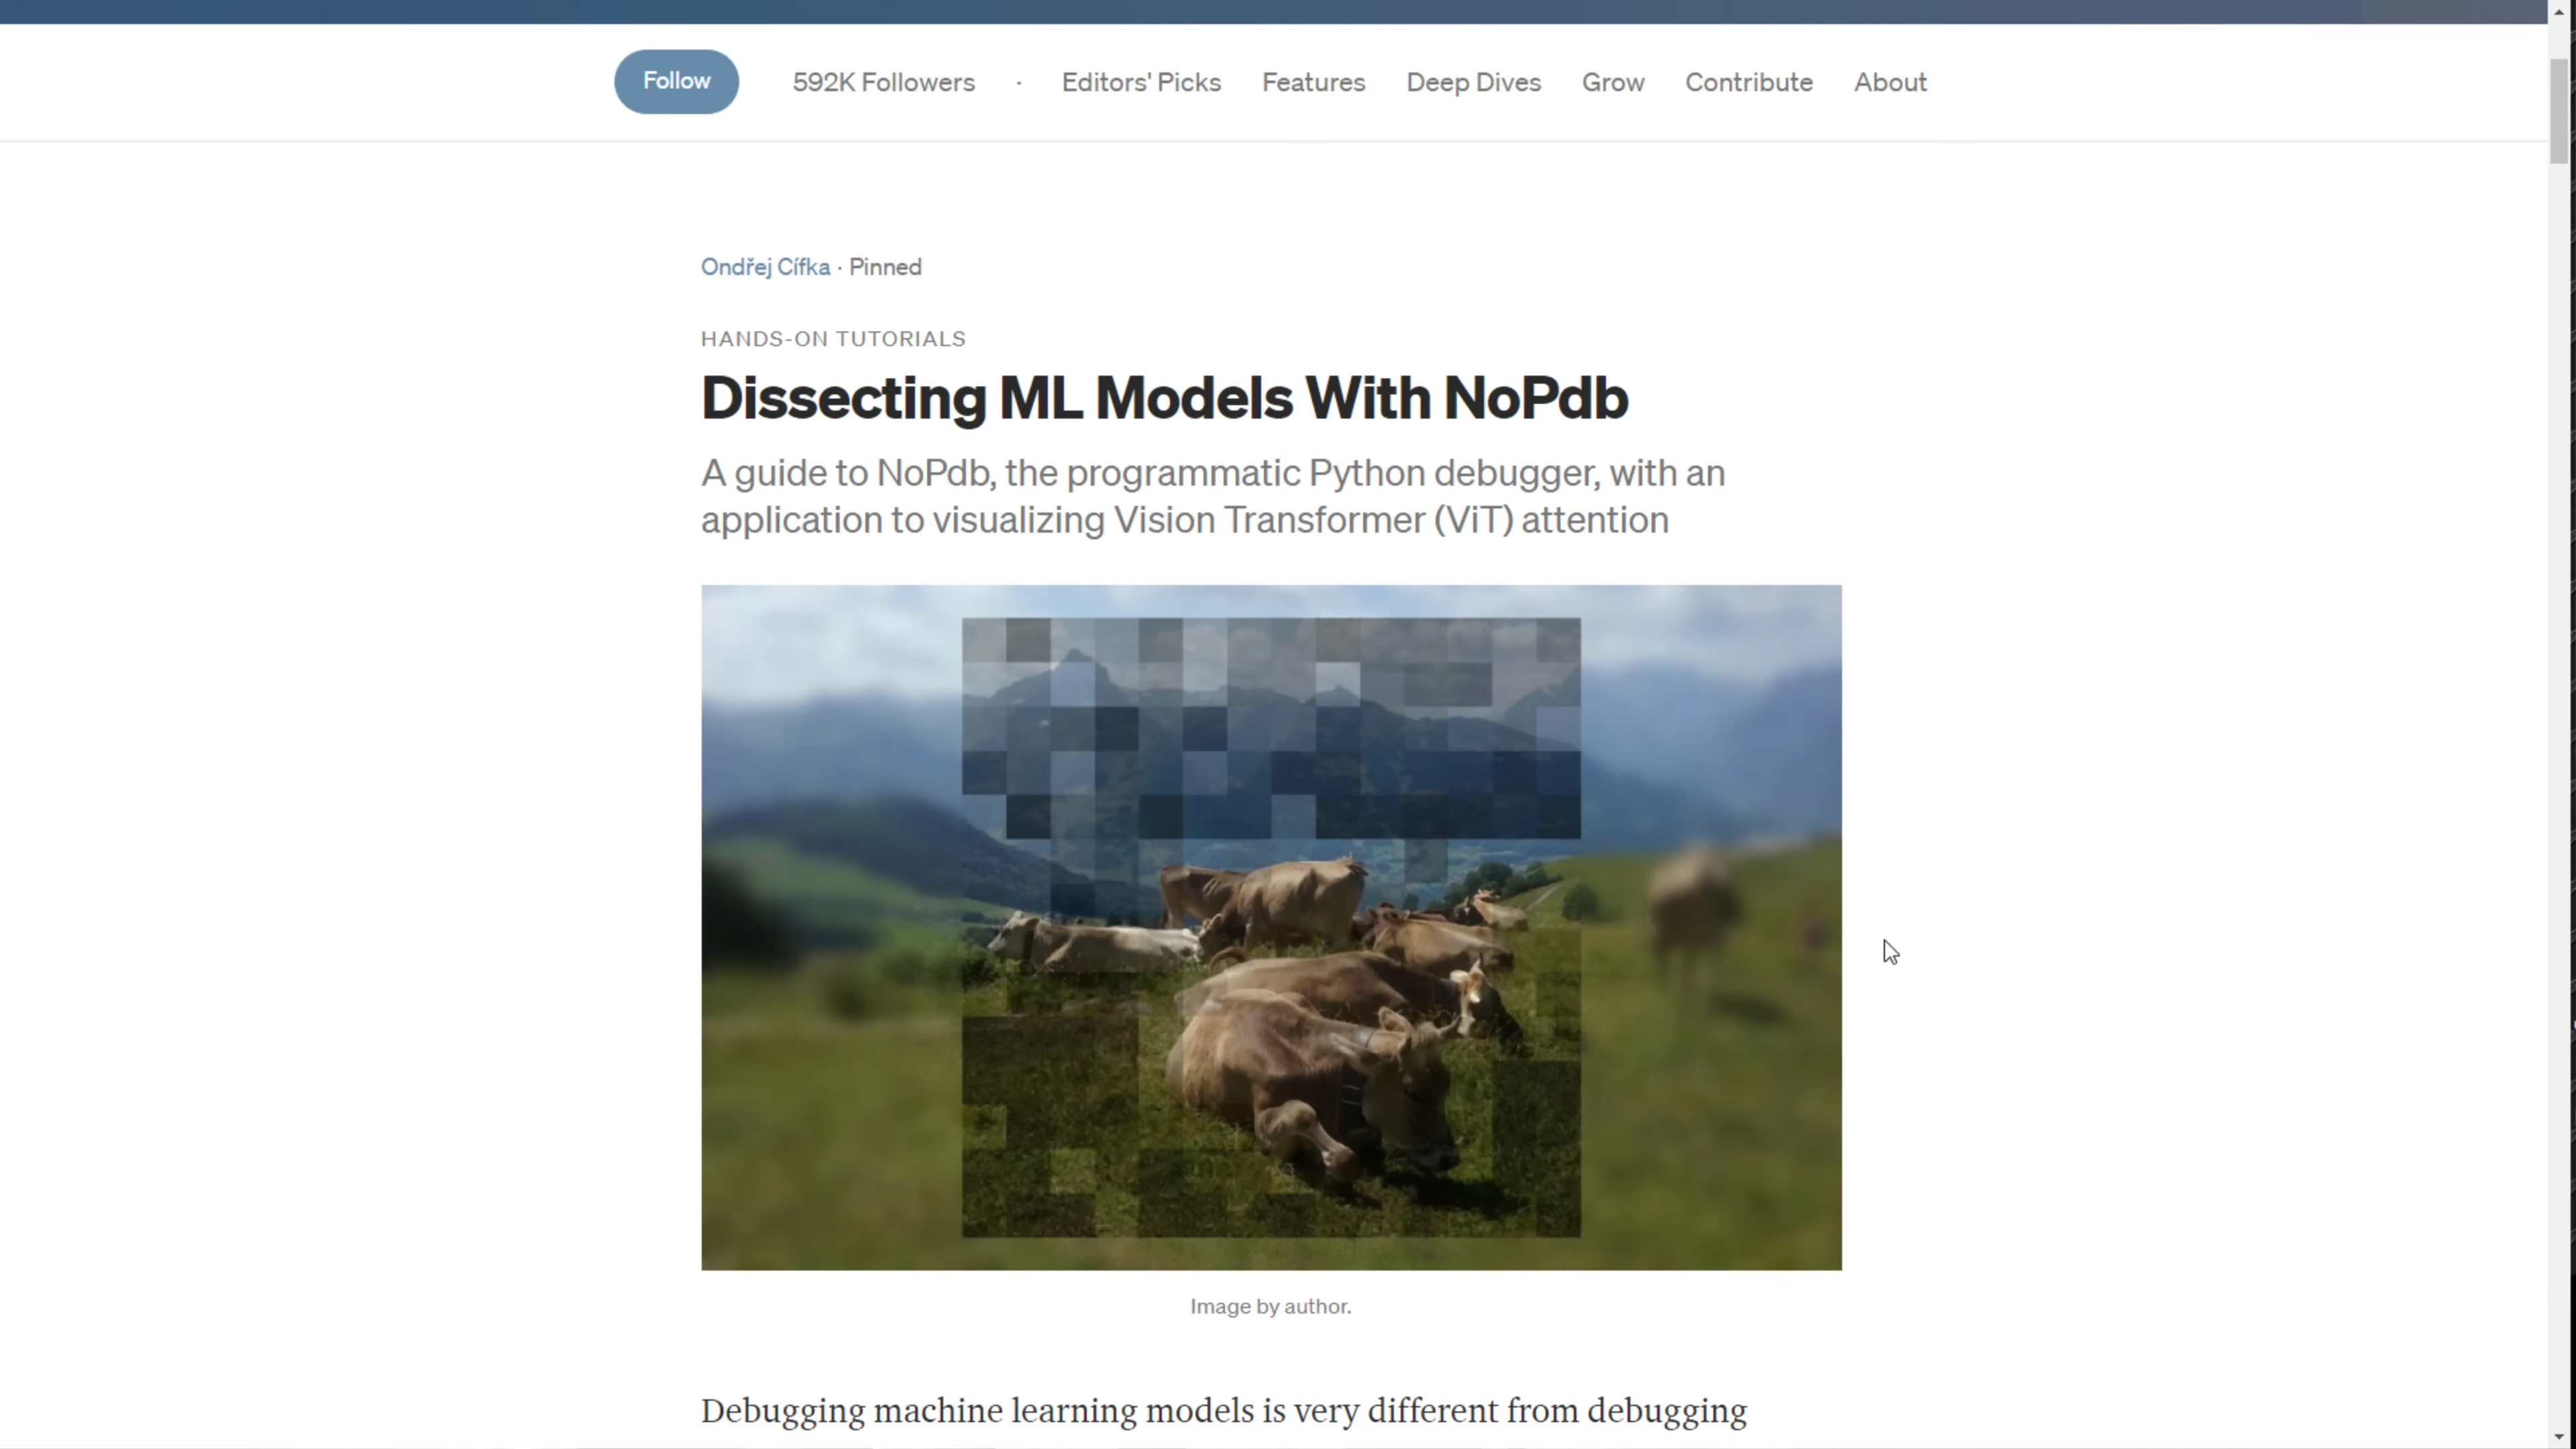 Follow 592K Followers · Editors' Picks Features Deep Dives Grow Contribute About
Ondřej Cífka · Pinned
HANDS-ON TUTORIALS
Dissecting ML Models With NoPdb
A guide to NoPdb, the programmatic Python debugger, with an
application to visualizing Vision Transformer (ViT) attention
Image by author.
Debugging machine learning models is very different from debugging